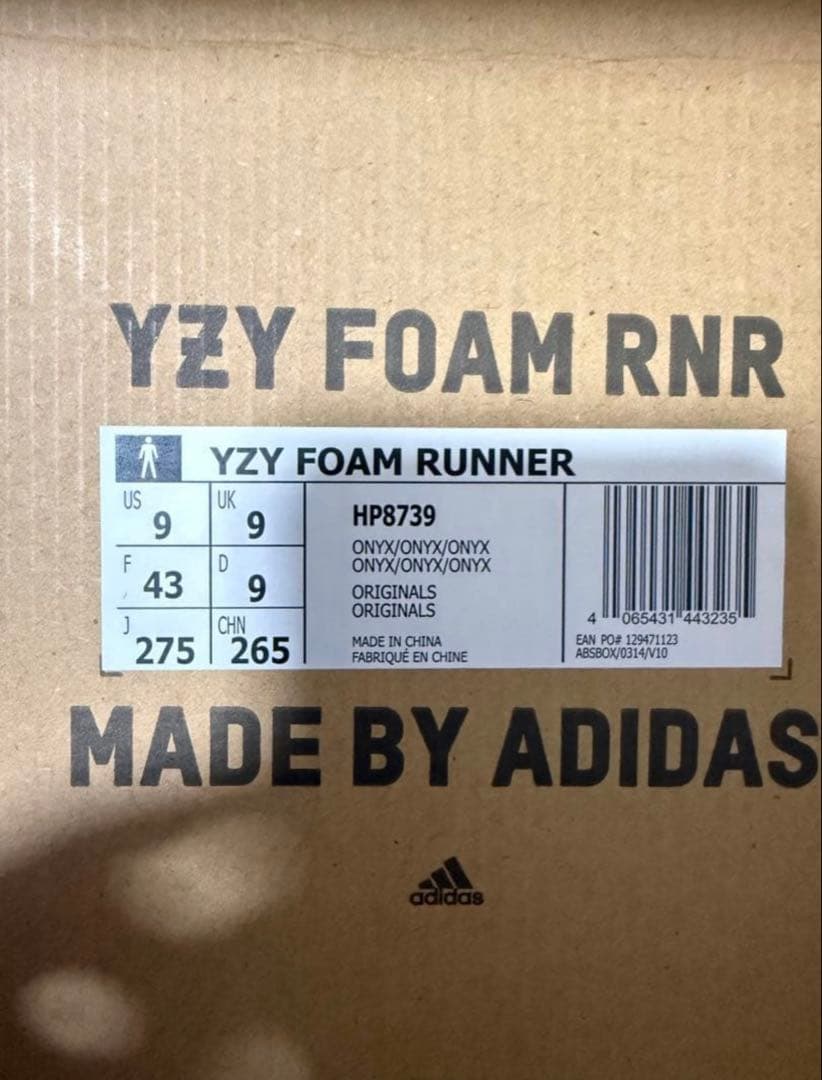 YZY FOAM RNR
YZY FOAM RUNNER
US
9
UK
9
F
43
D
9
J
275
CHN
265
HP8739
ONYX/ONYX/ONYX
ONYX/ONYX/ONYX
ORIGINALS
ORIGINALS
MADE IN CHINA
FABRIQUÉ EN CHINE
4 065431 443235
EAN PO# 129471123
ABSBOX/0314/V10
MADE BY ADIDAS
adidas